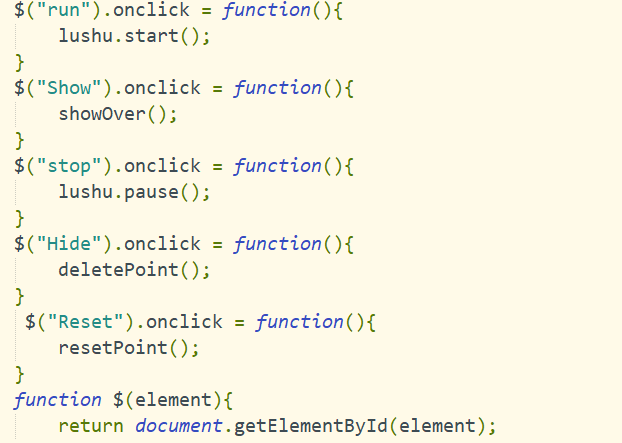 $("run").onclick = function(){
    lushu.start();
}
$("Show").onclick = function(){
    showOver();
}
$("stop").onclick = function(){
    lushu.pause();
}
$("Hide").onclick = function(){
    deletePoint();
}
 $("Reset").onclick = function(){
    resetPoint();
}
function $(element){
    return document.getElementById(element);